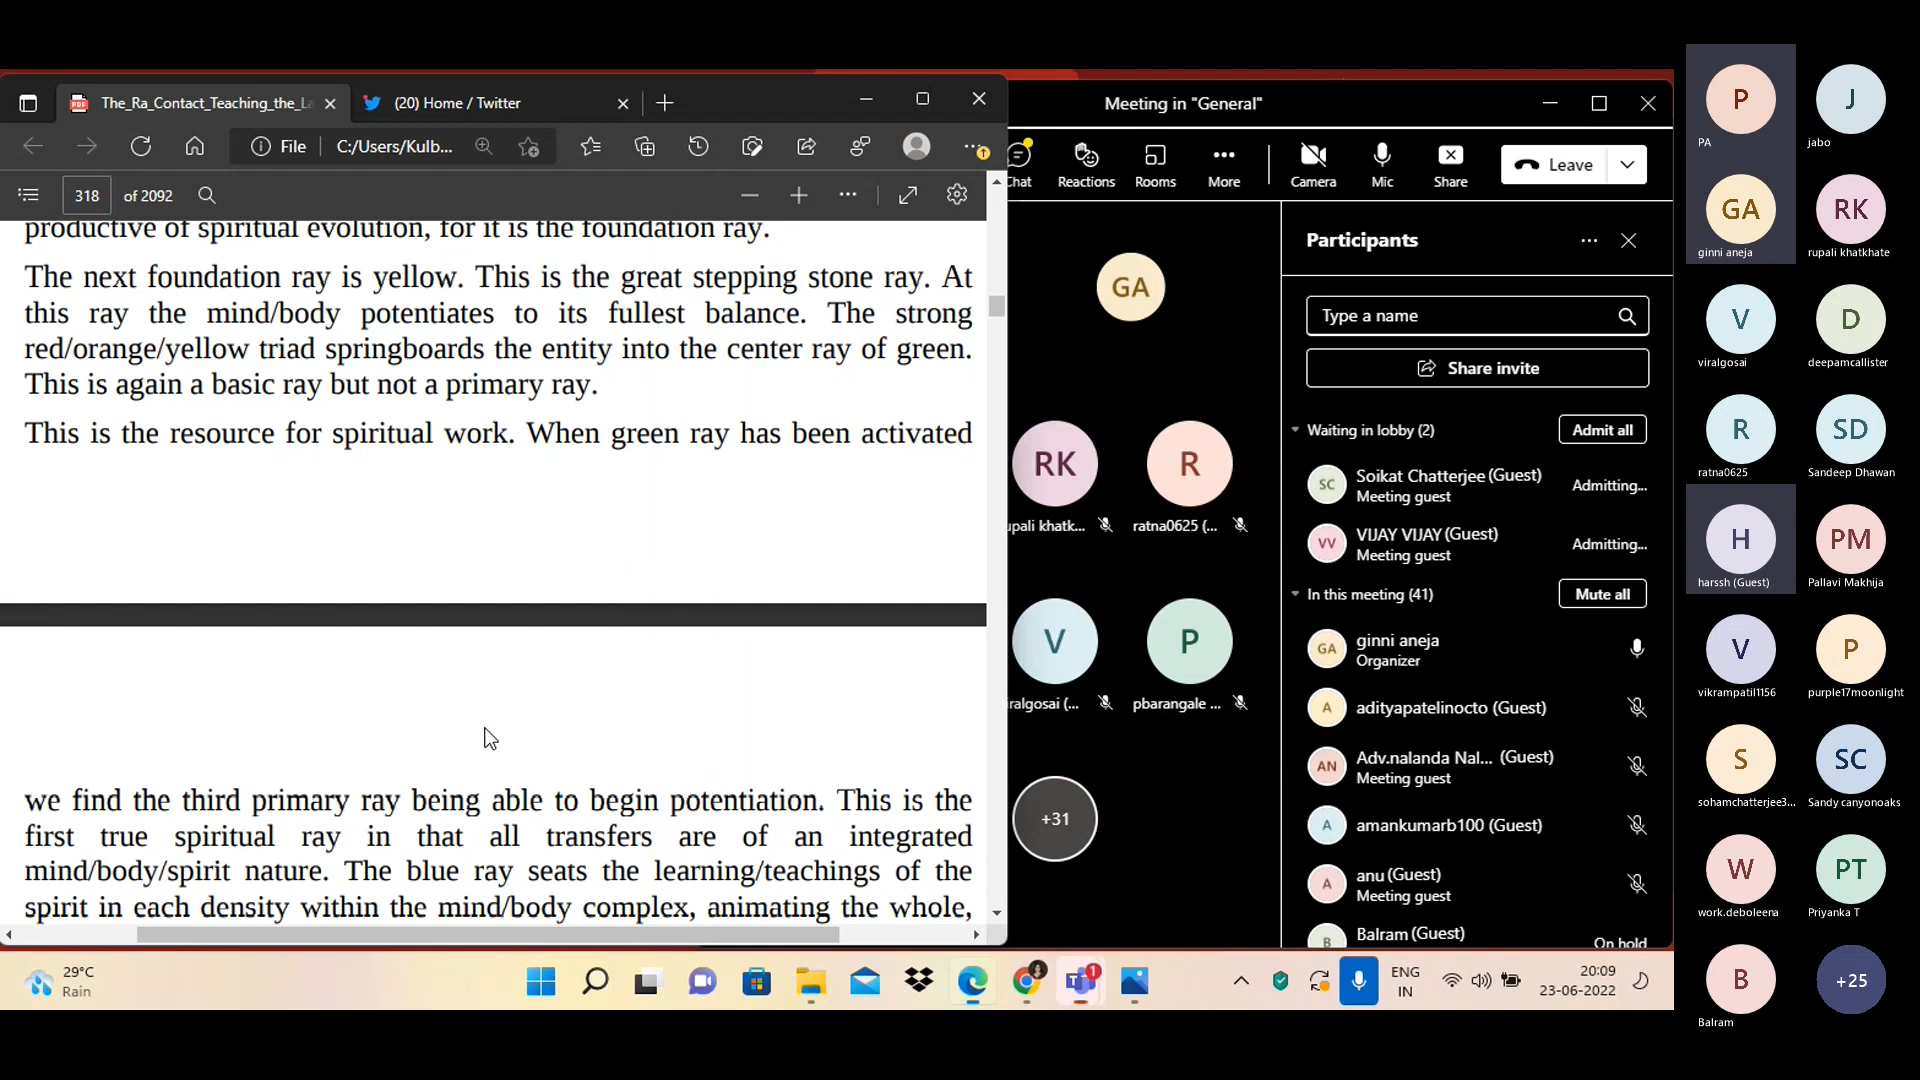 The_Ra_Contact_Teaching_the_La
(20) Home / Twitter
File
C:/Users/Kulb...
318
of 2092
productive of spiritual evolution, for it is the foundation ray.
The next foundation ray is yellow. This is the great stepping stone ray. At
this ray the mind/body potentiates to its fullest balance. The strong
red/orange/yellow triad springboards the entity into the center ray of green.
This is again a basic ray but not a primary ray.
This is the resource for spiritual work. When green ray has been activated
we find the third primary ray being able to begin potentiation. This is the
first true spiritual ray in that all transfers are of an integrated
mind/body/spirit nature. The blue ray seats the learning/teachings of the
spirit in each density within the mind/body complex, animating the whole,
Meeting in "General"
Chat
Reactions
Rooms
More
Camera
Mic
Share
Leave
GA
RK
upali khatk...
R
ratna0625 (...
V
iralgosai (...
P
pbarangale ...
+31
Participants
Type a name
Share invite
Waiting in lobby (2)
Admit all
SC
Soikat Chatterjee (Guest)
Meeting guest
Admitting...
VV
VIJAY VIJAY (Guest)
Meeting guest
Admitting...
In this meeting (41)
Mute all
GA
ginni aneja
Organizer
A
adityapatelinocto (Guest)
AN
Adv.nalanda Nal... (Guest)
Meeting guest
A
amankumarb100 (Guest)
A
anu (Guest)
Meeting guest
B
Balram (Guest)
On hold
P
PA
J
jabo
GA
ginni aneja
RK
rupali khatkhate
V
viralgosai
D
deepamcallister
R
ratna0625
SD
Sandeep Dhawan
H
harssh (Guest)
PM
Pallavi Makhija
V
vikrampatil1156
P
purple17moonlight
S
sohamchatterjee3...
SC
Sandy canyonoaks
W
work.deboleena
PT
Priyanka T
B
Balram
+25
29°C
Rain
1
ENG
IN
20:09
23-06-2022